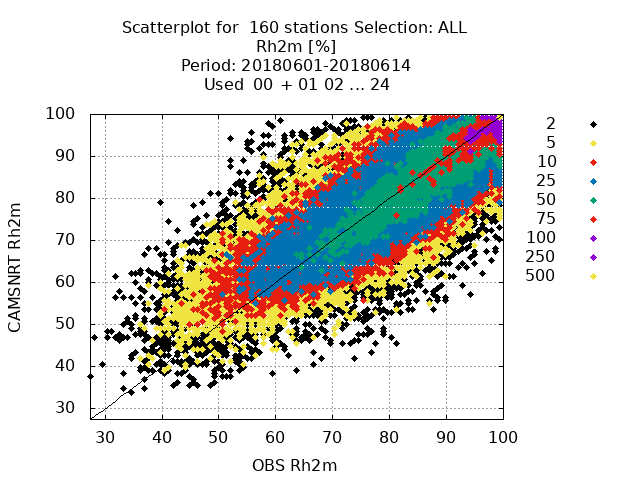 Scatterplot for  160 stations Selection: ALL
Rh2m [%]
Period: 20180601-20180614
Used  00 + 01 02 ... 24
CAMSNRT Rh2m
100
90
80
70
60
50
40
30
30 40 50 60 70 80 90 100
OBS Rh2m
2
5
10
25
50
75
100
250
500